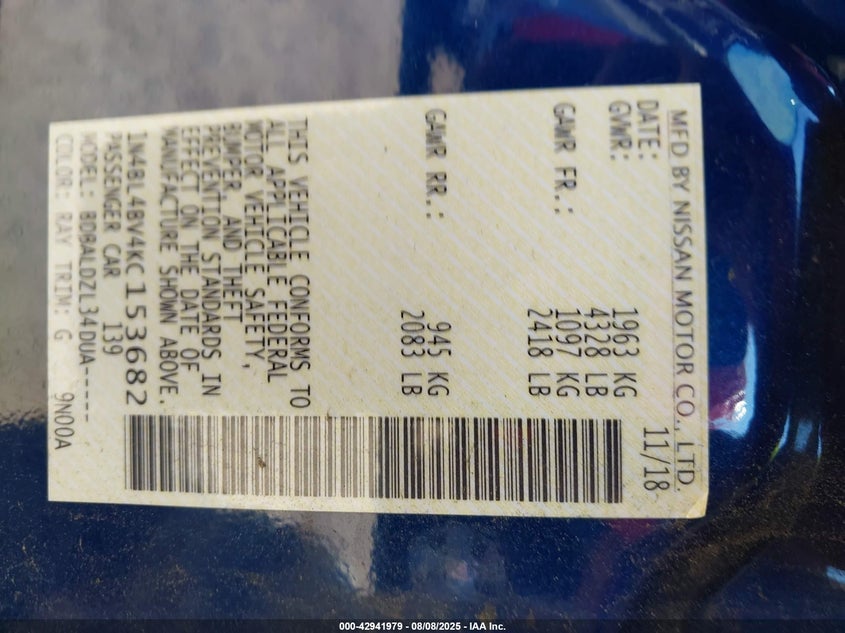 MFD BY NISSAN MOTOR CO., LTD.
DATE: 11/18
GVWR: 1963 KG
4328 LB
GAWR FR.: 1097 KG
2418 LB
GAWR RR.: 945 KG
2083 LB
THIS VEHICLE CONFORMS TO
ALL APPLICABLE FEDERAL
MOTOR VEHICLE SAFETY,
BUMPER, AND THEFT
PREVENTION STANDARDS IN
EFFECT ON THE DATE OF
MANUFACTURE SHOWN ABOVE.
1N4BL4BV4KC153682
PASSENGER CAR 139
MODEL: BDBALDZL34DUA-----
COLOR: RAY TRIM: G 9N00A
000-42941979 - 08/08/2025 - IAA Inc.